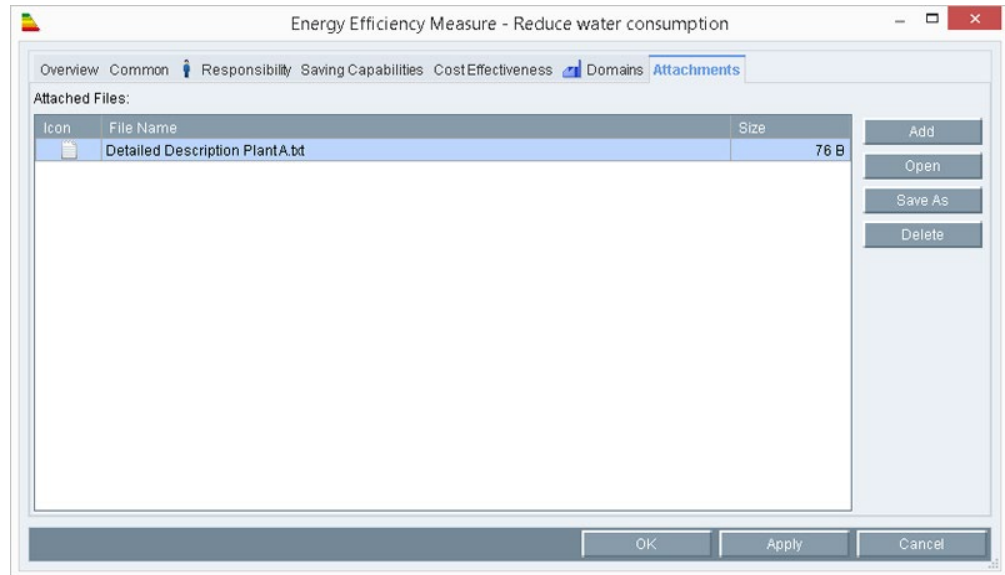 Energy Efficiency Measure - Reduce water consumption
Overview Common Responsibility Saving Capabilities Cost Effectiveness Domains Attachments
Attached Files:
Icon File Name Size
Detailed Description Plant A.txt 76 B
Add
Open
Save As
Delete
OK Apply Cancel